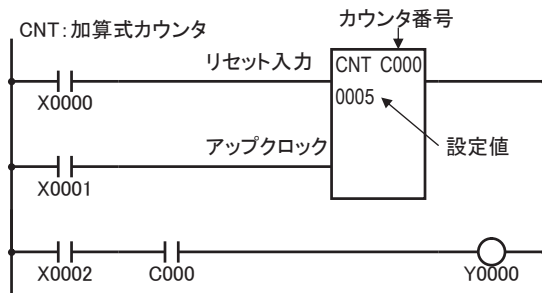 CNT：加算式カウンタ
カウンタ番号
リセット入力
CNT C000
X0000
0005
アップクロック
設定値
X0001
X0002
C000
Y0000